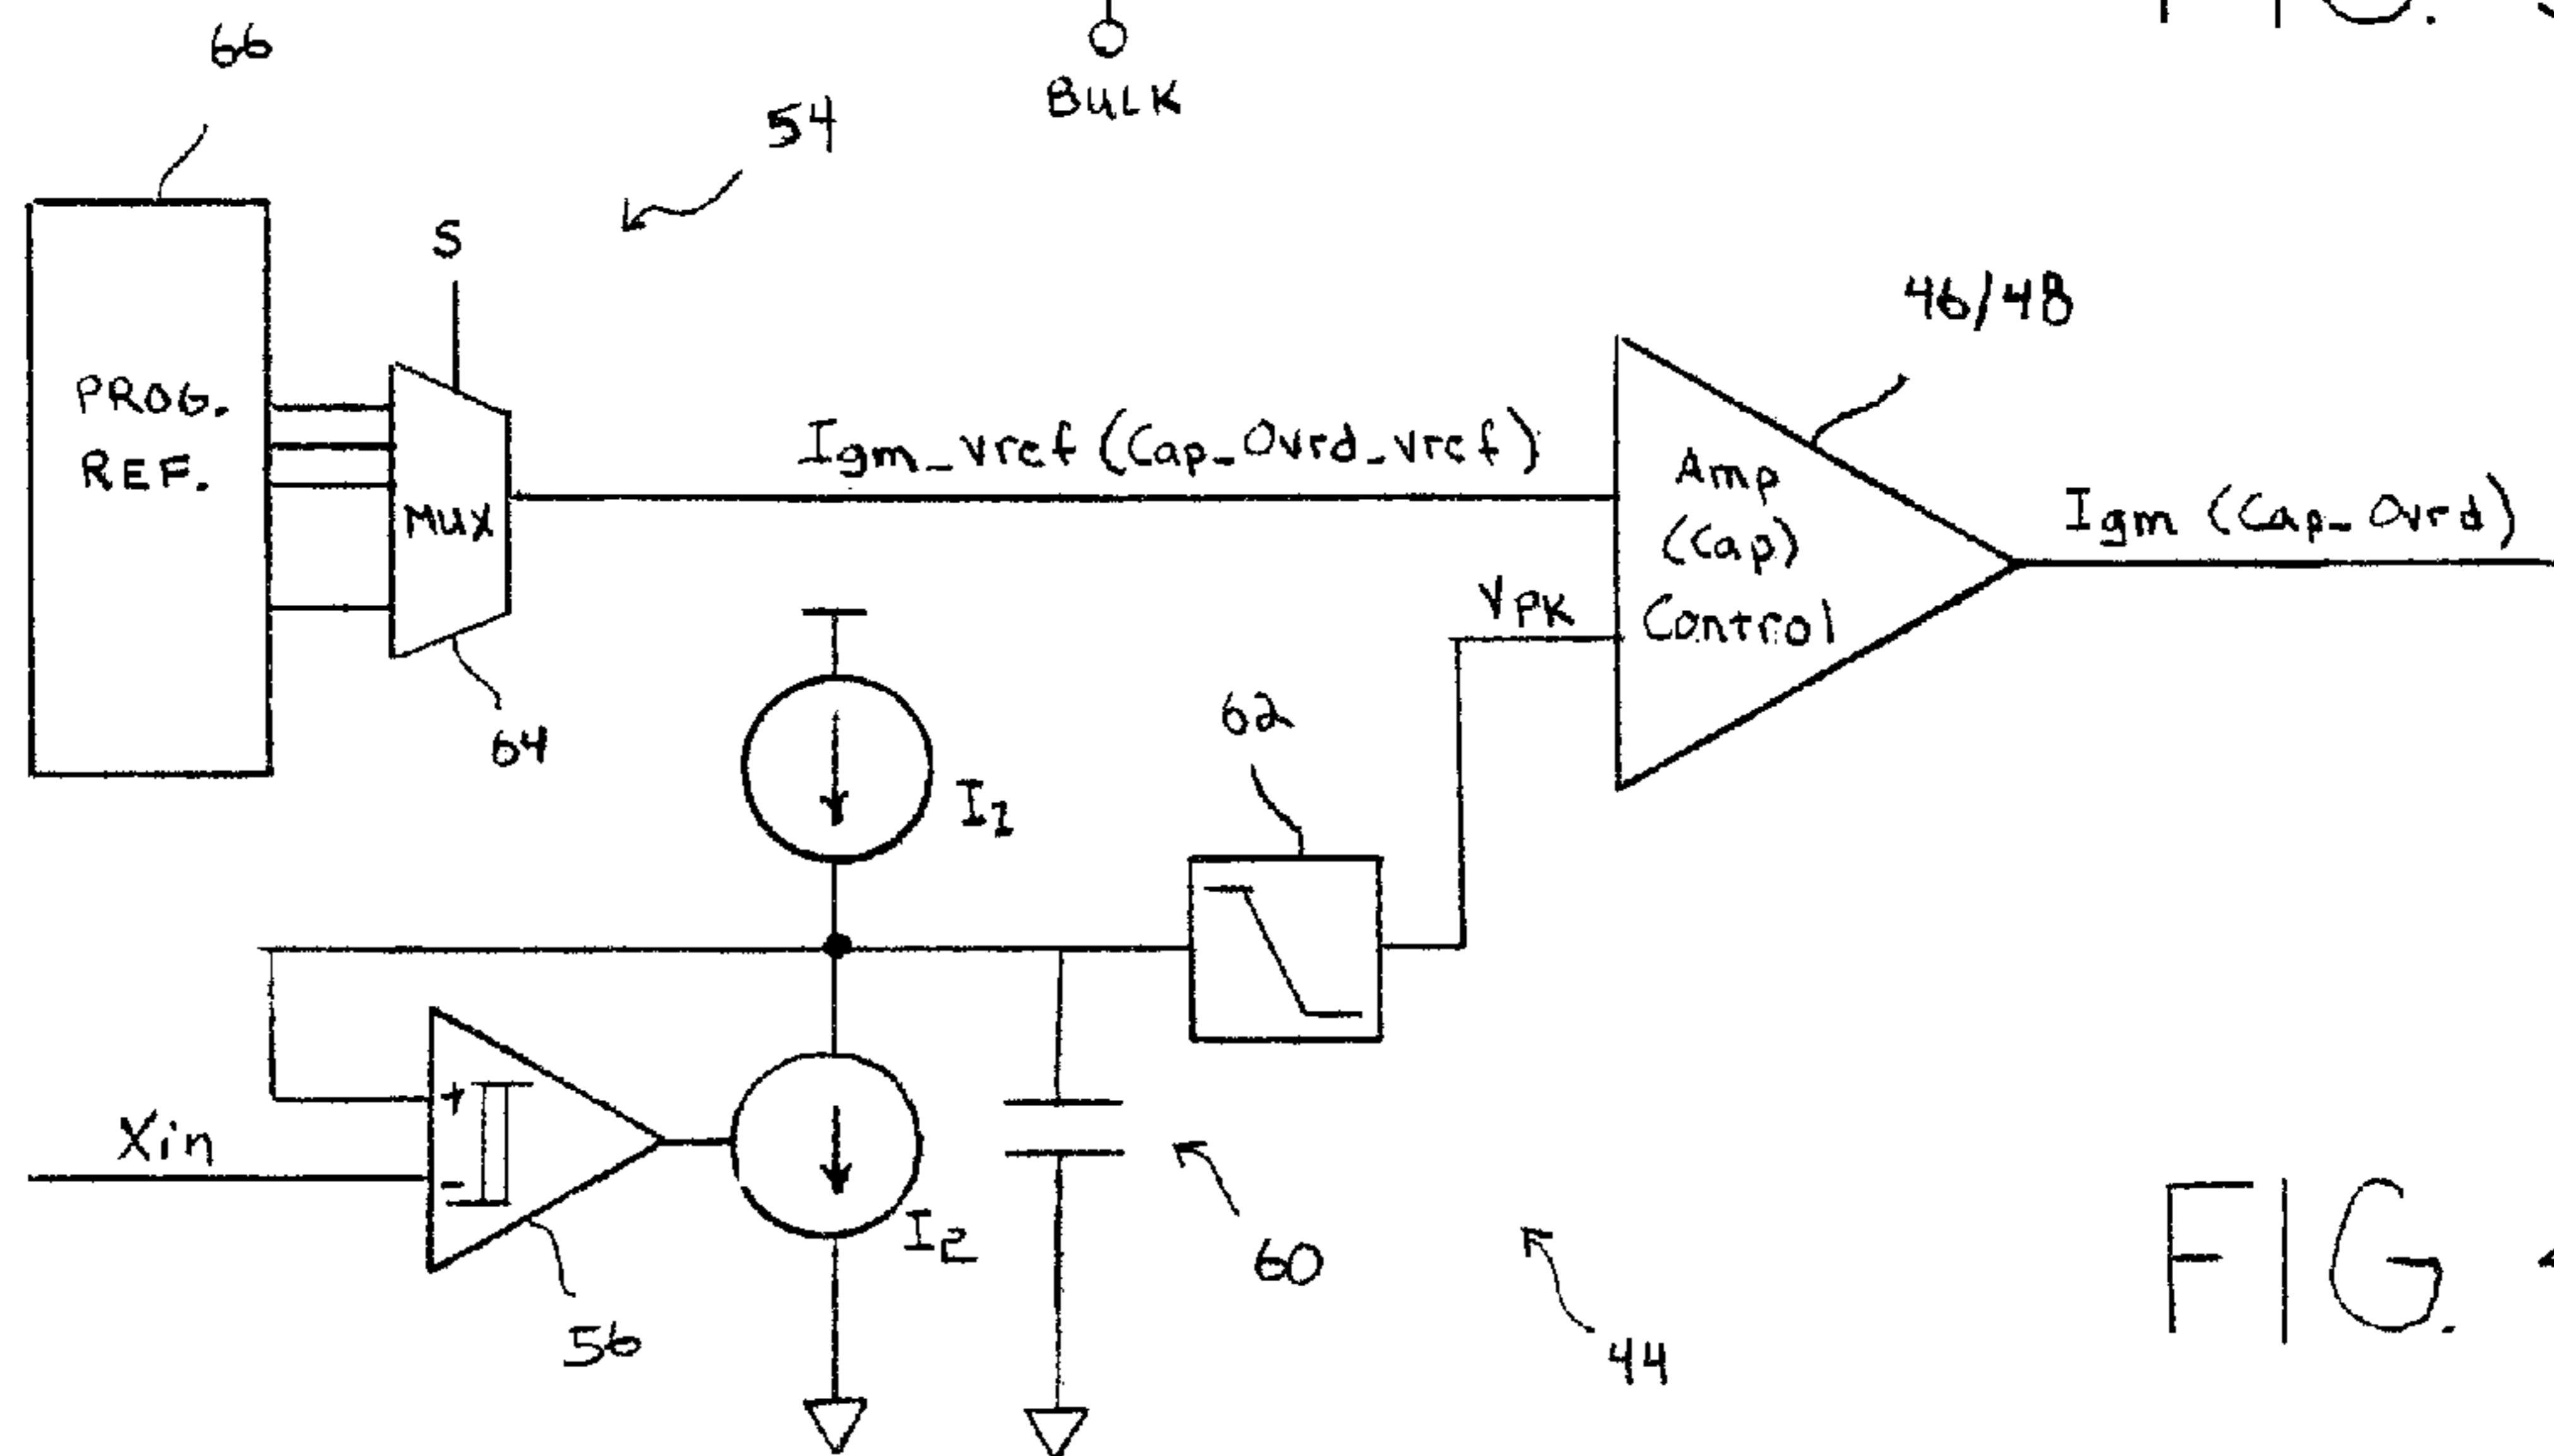 66
BULK
54
S
46/48
PROG.
REF.
MUX
Igm_vref (Cap_Ovrd_vref)
Amp
(Cap)
Control
Igm (Cap_Ovrd)
VPK
64
62
I1
Xin
+
-
I2
60
56
44
FIG.